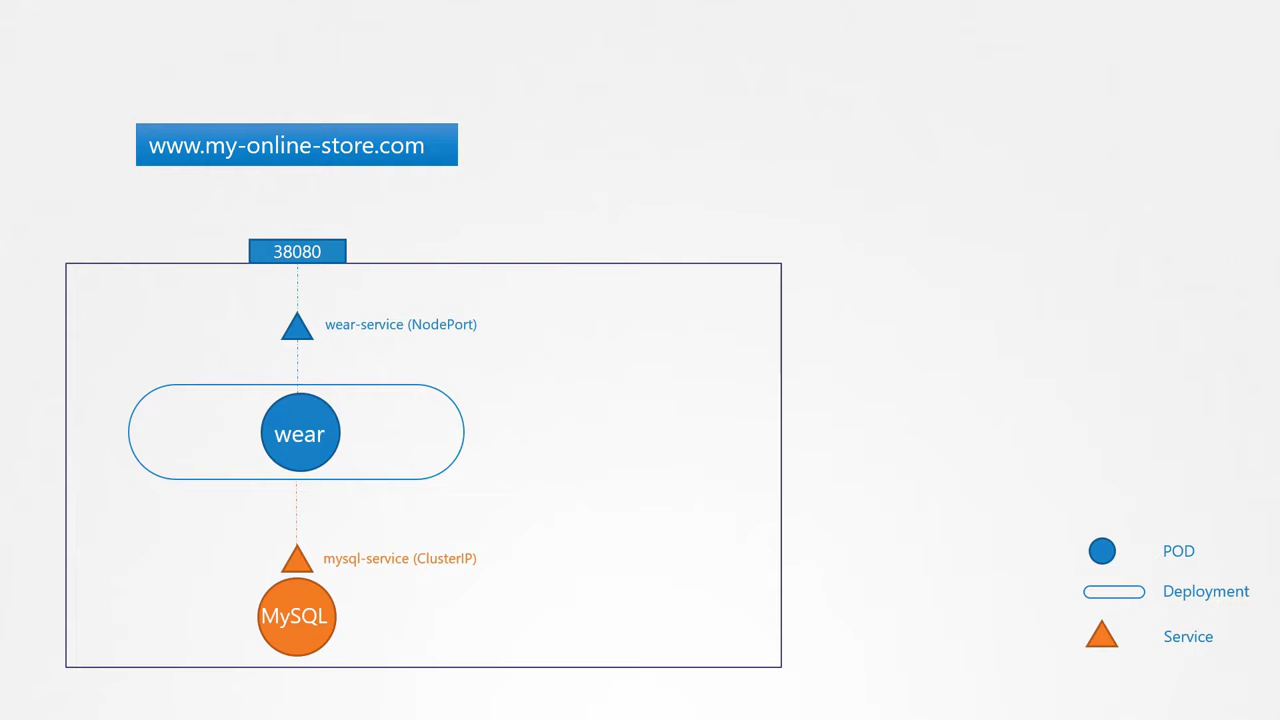 www.my-online-store.com
38080
wear-service (NodePort)
wear
mysql-service (ClusterIP)
MySQL
POD
Deployment
Service